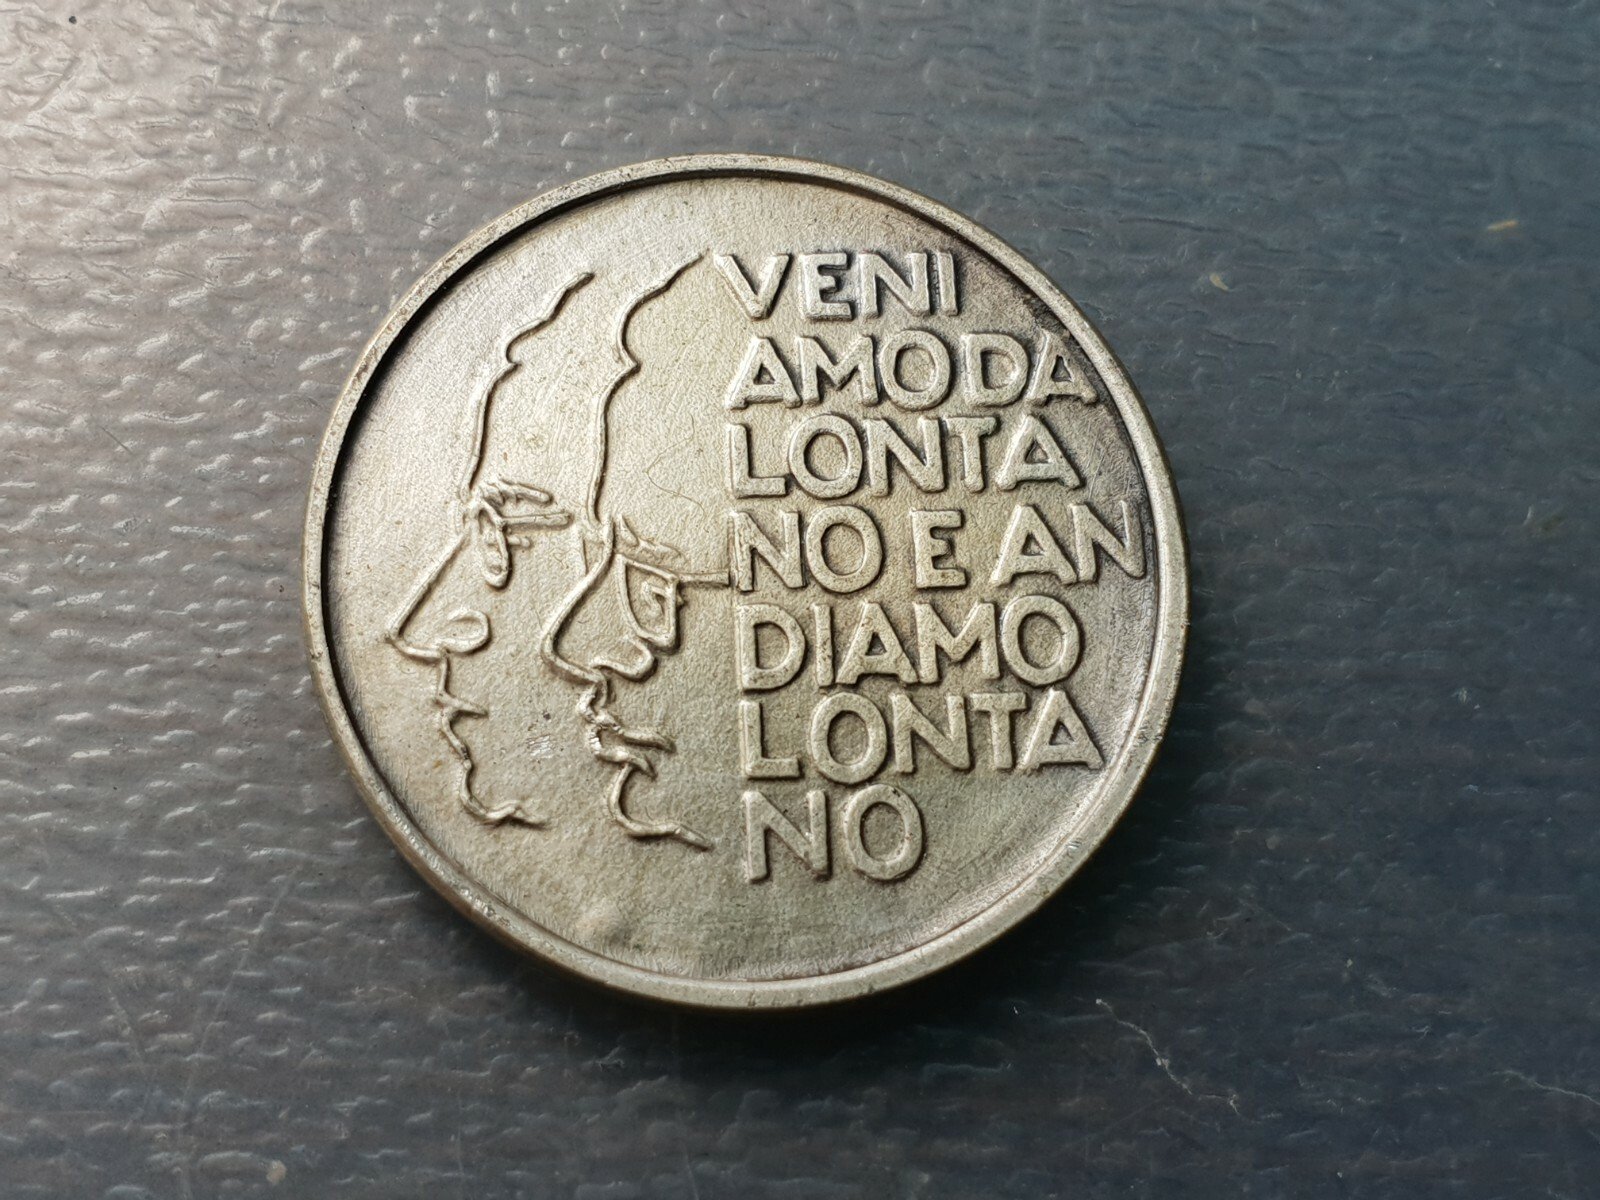 VENI
AMO DA
LONTA
NO E AN
DIAMO
LONTA
NO